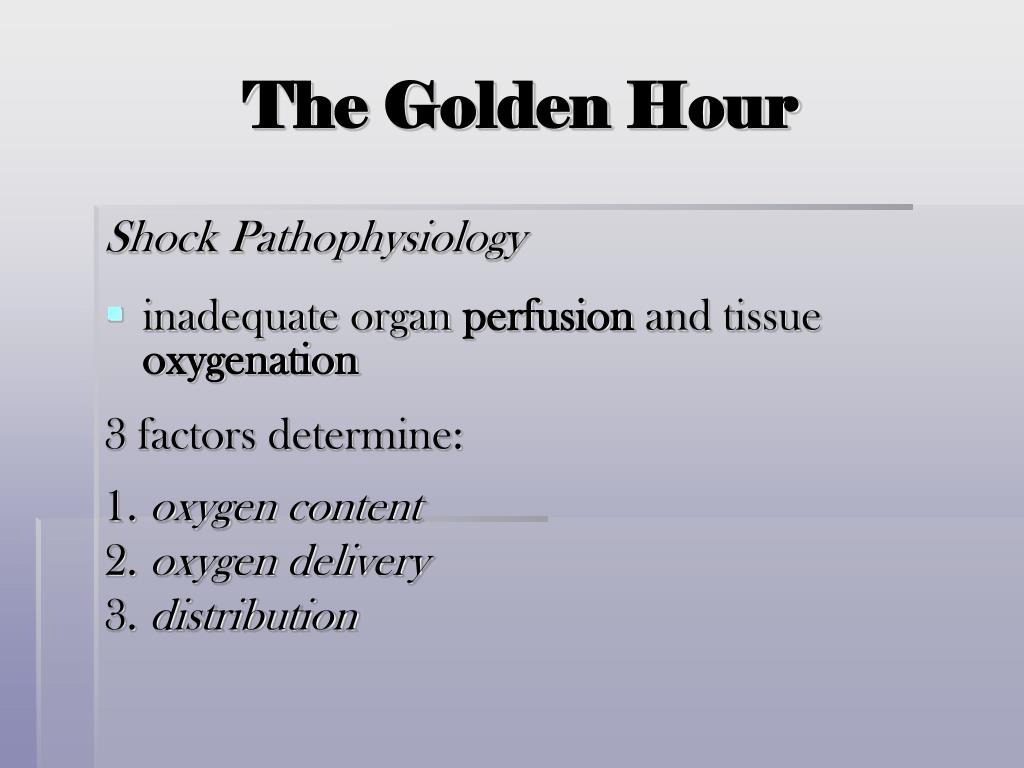 The Golden Hour
Shock Pathophysiology
▪ inadequate organ perfusion and tissue
oxygenation
3 factors determine:
1. oxygen content
2. oxygen delivery
3. distribution